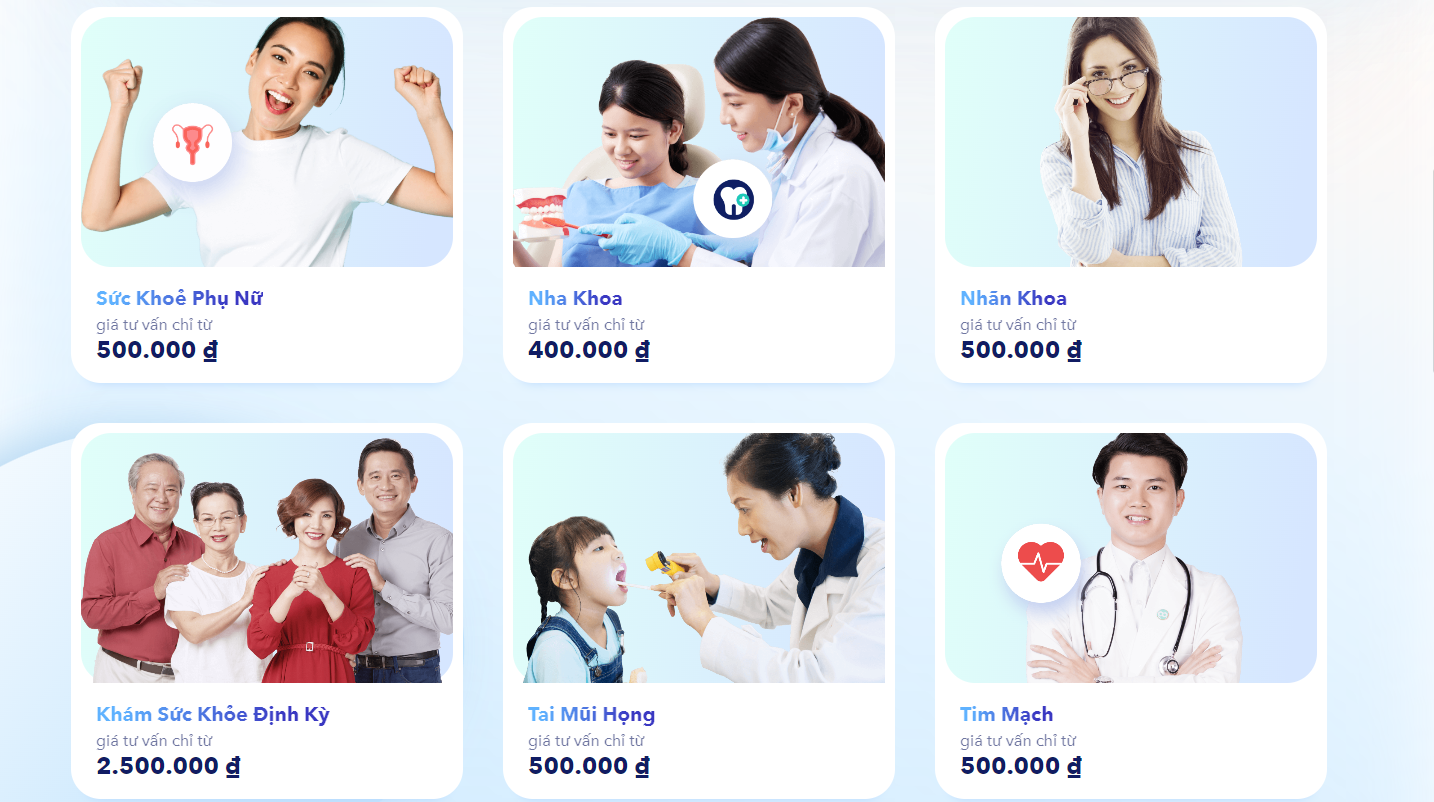 Sức Khoẻ Phụ Nữ
giá tư vấn chỉ từ
500.000 ₫
Nha Khoa
giá tư vấn chỉ từ
400.000 ₫
Nhãn Khoa
giá tư vấn chỉ từ
500.000 ₫
Khám Sức Khỏe Định Kỳ
giá tư vấn chỉ từ
2.500.000 ₫
Tai Mũi Họng
giá tư vấn chỉ từ
500.000 ₫
Tim Mạch
giá tư vấn chỉ từ
500.000 ₫